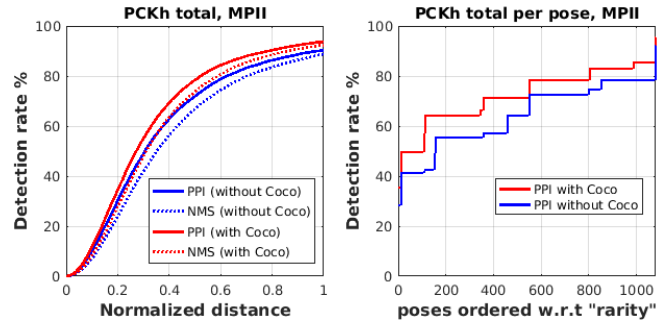 PCKh total, MPII
100
80
60
40
20
0
Detection rate %
0
0.2
0.4
0.6
0.8
1
Normalized distance
PPI (without Coco)
NMS (without Coco)
PPI (with Coco)
NMS (with Coco)
PCKh total per pose, MPII
100
80
60
40
20
0
Detection rate %
0
200
400
600
800
1000
poses ordered w.r.t "rarity"
PPI with Coco
PPI without Coco